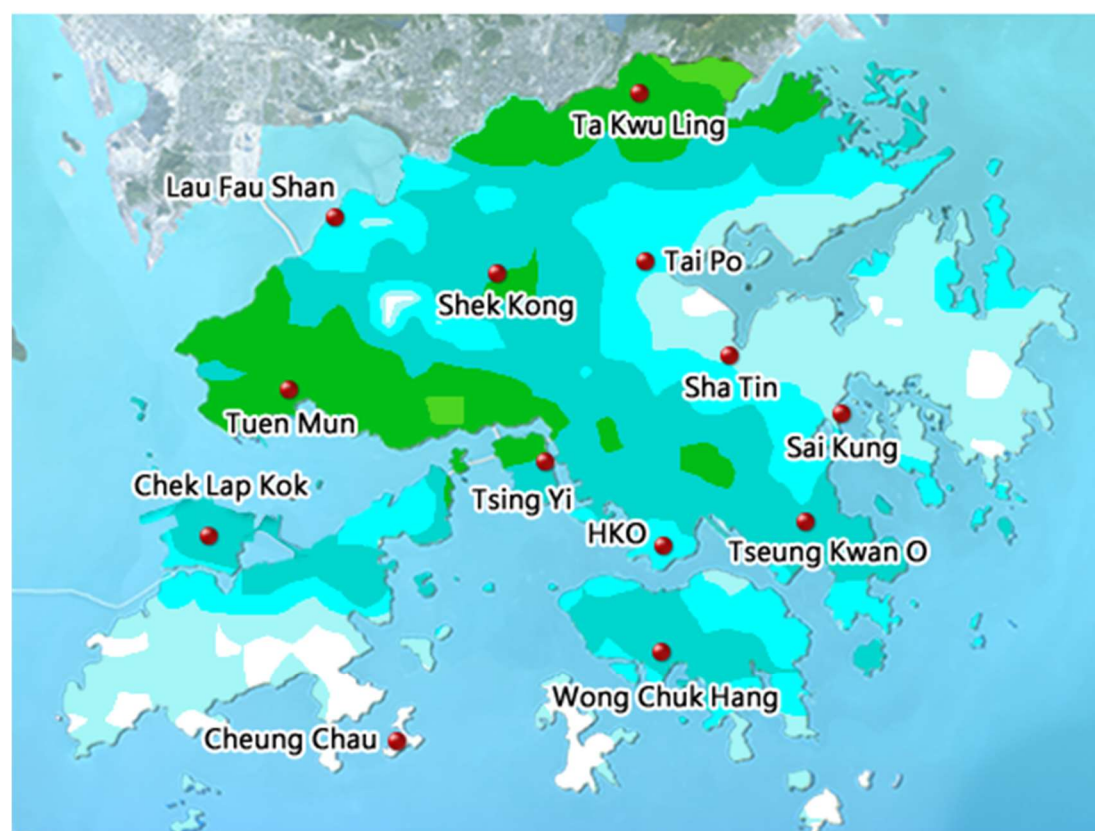 Ta Kwu Ling
Lau Fau Shan
Tai Po
Shek Kong
Sha Tin
Tuen Mun
Sai Kung
Chek Lap Kok
Tsing Yi
HKO
Tseung Kwan O
Wong Chuk Hang
Cheung Chau